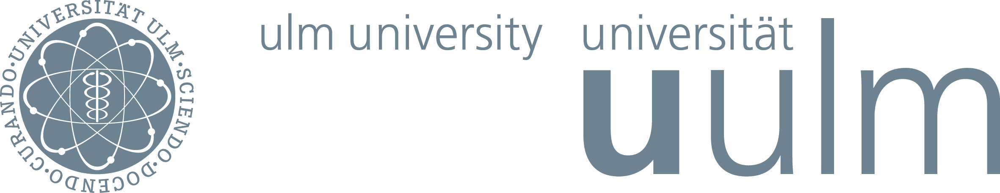 UNIVERSITÄT ULM · SCIENDO · DOCENDO · CURANDO ·
ulm university universität
uulm